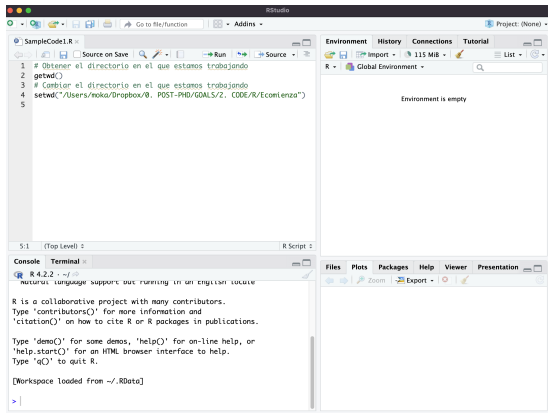 RStudio
Go to file/function
Addins
Project: (None)
SampleCode1.R
Source on Save
Run
Source
1 # Obtener el directorio en el que estamos trabajando
2 getwd()
3 # Cambiar el directorio en el que estamos trabajando
4 setwd("/Users/moka/Dropbox/0. POST-PHD/GOALS/2. CODE/R/Ecomienza")
5
5:1 (Top Level) R Script
Console Terminal
R 4.2.2 · ~/
Natural language support but running in an English locale

R is a collaborative project with many contributors.
Type 'contributors()' for more information and
'citation()' on how to cite R or R packages in publications.

Type 'demo()' for some demos, 'help()' for on-line help, or
'help.start()' for an HTML browser interface to help.
Type 'q()' to quit R.

[Workspace loaded from ~/.RData]

>
Environment History Connections Tutorial
Import 115 MiB List
R Global Environment
Environment is empty
Files Plots Packages Help Viewer Presentation
Zoom Export